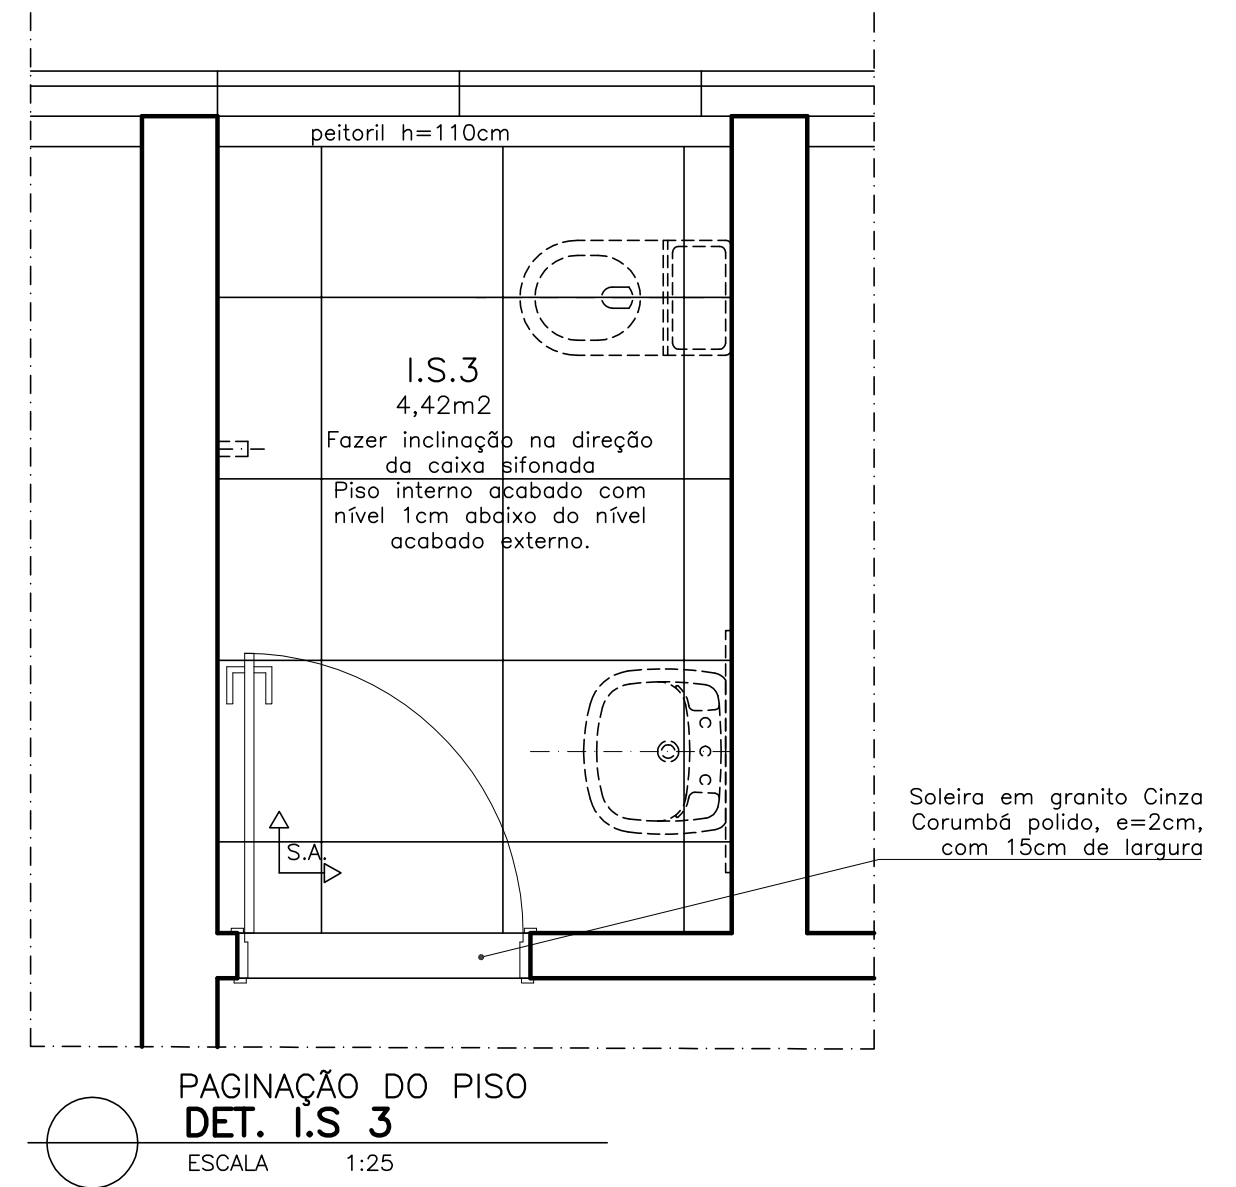 peitoril h=110cm
I.S.3
4,42m2
Fazer inclinação na direção
da caixa sifonada
Piso interno acabado com
nível 1cm abaixo do nível
acabado externo.
S.A.
Soleira em granito Cinza
Corumbá polido, e=2cm,
com 15cm de largura
PAGINAÇÃO DO PISO
DET. I.S 3
ESCALA 1:25